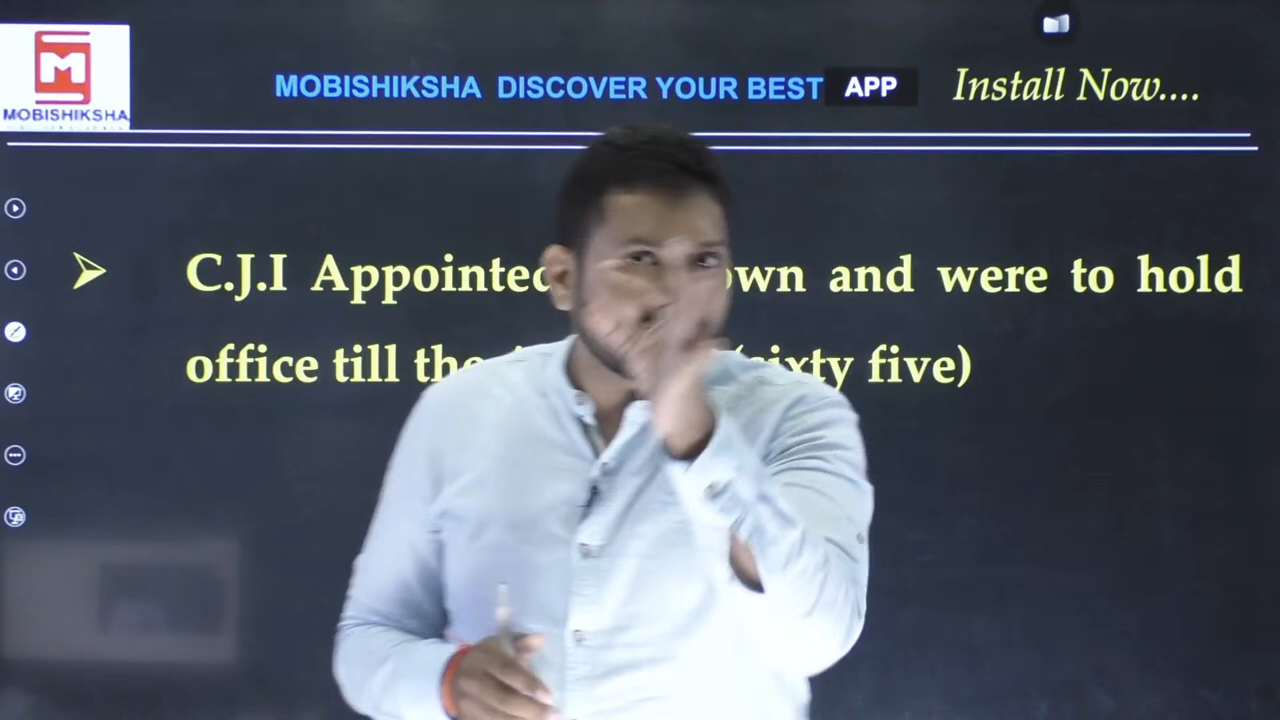 M
MOBISHIKSHA
MOBISHIKSHA DISCOVER YOUR BEST APP
Install Now....
C.J.I Appointed own and were to hold
office till the (sixty five)